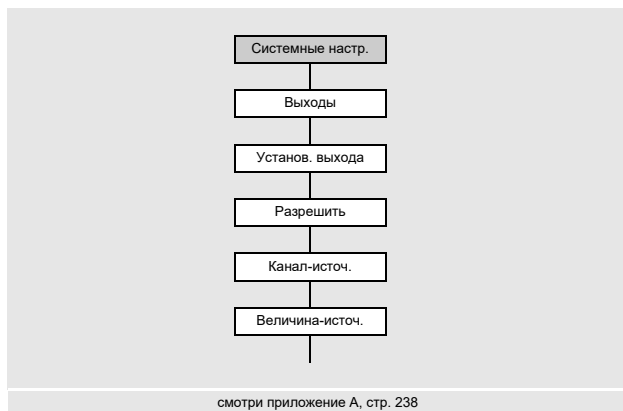 Системные настр.
Выходы
Установ. выхода
Разрешить
Канал-источ.
Величина-источ.
смотри приложение А, стр. 238